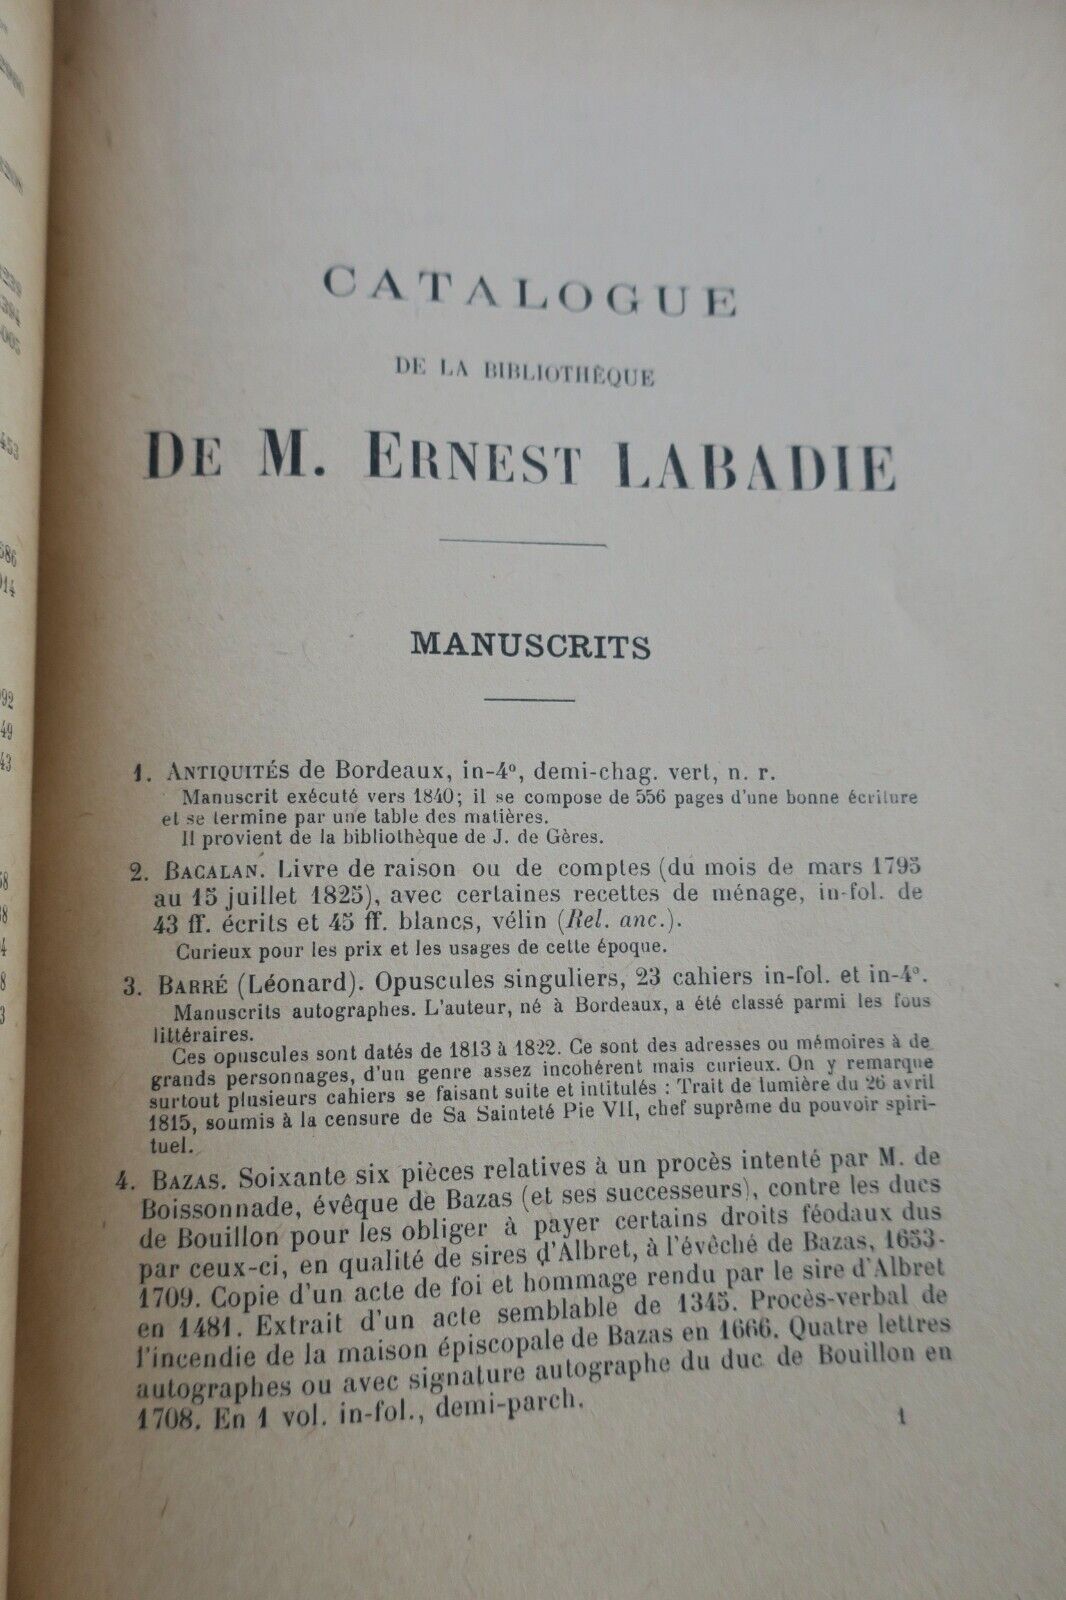 CATALOGUE
DE LA BIBLIOTHÈQUE
DE M. ERNEST LABADIE
MANUSCRITS
1. ANTIQUITÉS de Bordeaux, in-4º, demi-chag. vert, n. r.
Manuscrit exécuté vers 1840; il se compose de 556 pages d'une bonne écriture
et se termine par une table des matières.
Il provient de la bibliothèque de J. de Gères.
2. BACALAN. Livre de raison ou de comptes (du mois de mars 1795
au 15 juillet 1825), avec certaines recettes de ménage, in-fol. de
43 ff. écrits et 45 ff. blancs, vélin (Rel. anc.).
Curieux pour les prix et les usages de cette époque.
3. BARRÉ (Léonard). Opuscules singuliers, 23 cahiers in-fol. et in-4º.
Manuscrits autographes. L'auteur, né à Bordeaux, a été classé parmi les fous
littéraires.
Ces opuscules sont datés de 1813 à 1822. Ce sont des adresses ou mémoires à de
grands personnages, d'un genre assez incohérent mais curieux. On y remarque
surtout plusieurs cahiers se faisant suite et intitulés : Trait de lumière du 26 avril
1815, soumis à la censure de Sa Sainteté Pie VII, chef suprême du pouvoir spiri-
tuel.
4. BAZAS. Soixante six pièces relatives à un procès intenté par M. de
Boissonnade, évêque de Bazas (et ses successeurs), contre les ducs
de Bouillon pour les obliger à payer certains droits féodaux dus
par ceux-ci, en qualité de sires d'Albret, à l'évêché de Bazas, 1653-
1709. Copie d'un acte de foi et hommage rendu par le sire d'Albret
en 1481. Extrait d'un acte semblable de 1345. Procès-verbal de
l'incendie de la maison épiscopale de Bazas en 1666. Quatre lettres
autographes ou avec signature autographe du duc de Bouillon en
1708. En 1 vol. in-fol., demi-parch.
1
453
686
014
092
49
43